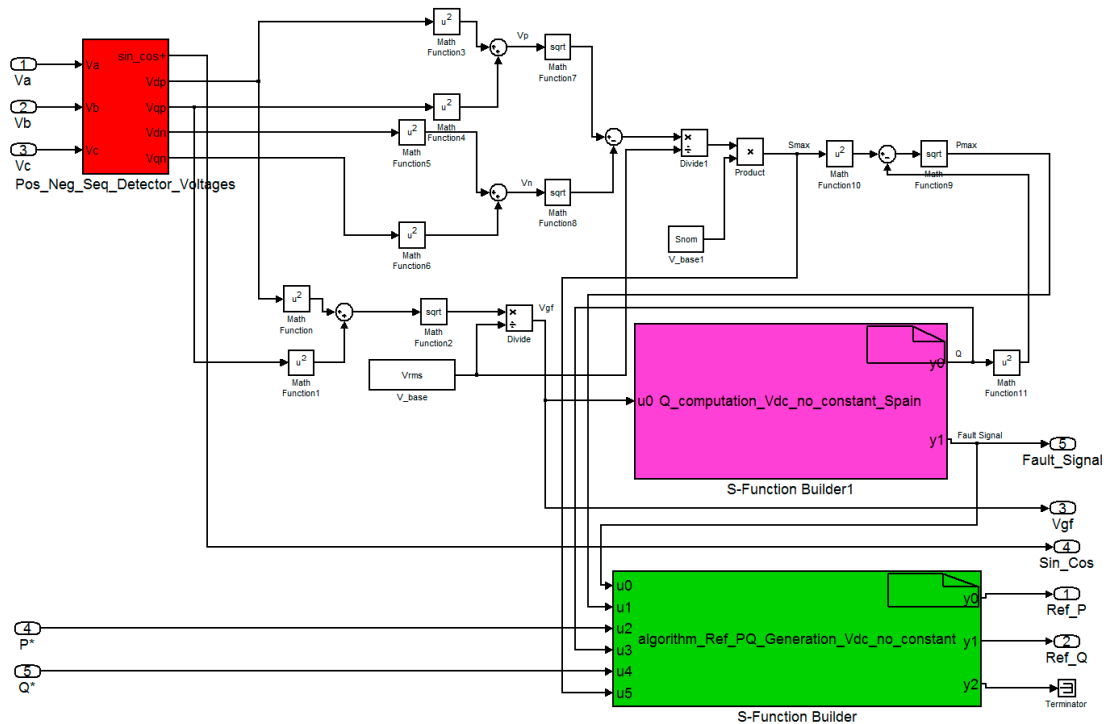 1
Va
2
Vb
3
Vc
Va
Vb
Vc
sin_cos+
Vdp
Vqp
Vdn
Vqn
Pos_Neg_Seq_Detector_Voltages
u²
Math
Function3
u²
Math
Function4
u²
Math
Function5
u²
Math
Function6
Vp
sqrt
Math
Function7
Vn
sqrt
Math
Function8
Divide1
Product
Snom
V_base1
Smax
u²
Math
Function10
sqrt
Math
Function9
Pmax
u²
Math
Function
u²
Math
Function1
sqrt
Math
Function2
Divide
Vgf
Vrms
V_base
u0
Q_computation_Vdc_no_constant_Spain
y0
y1
S-Function Builder1
Q
u²
Math
Function11
Fault Signal
5
Fault_Signal
3
Vgf
4
Sin_Cos
4
P*
5
Q*
u0
u1
u2
u3
u4
u5
algorithm_Ref_PQ_Generation_Vdc_no_constant
y0
y1
y2
S-Function Builder
1
Ref_P
2
Ref_Q
Terminator